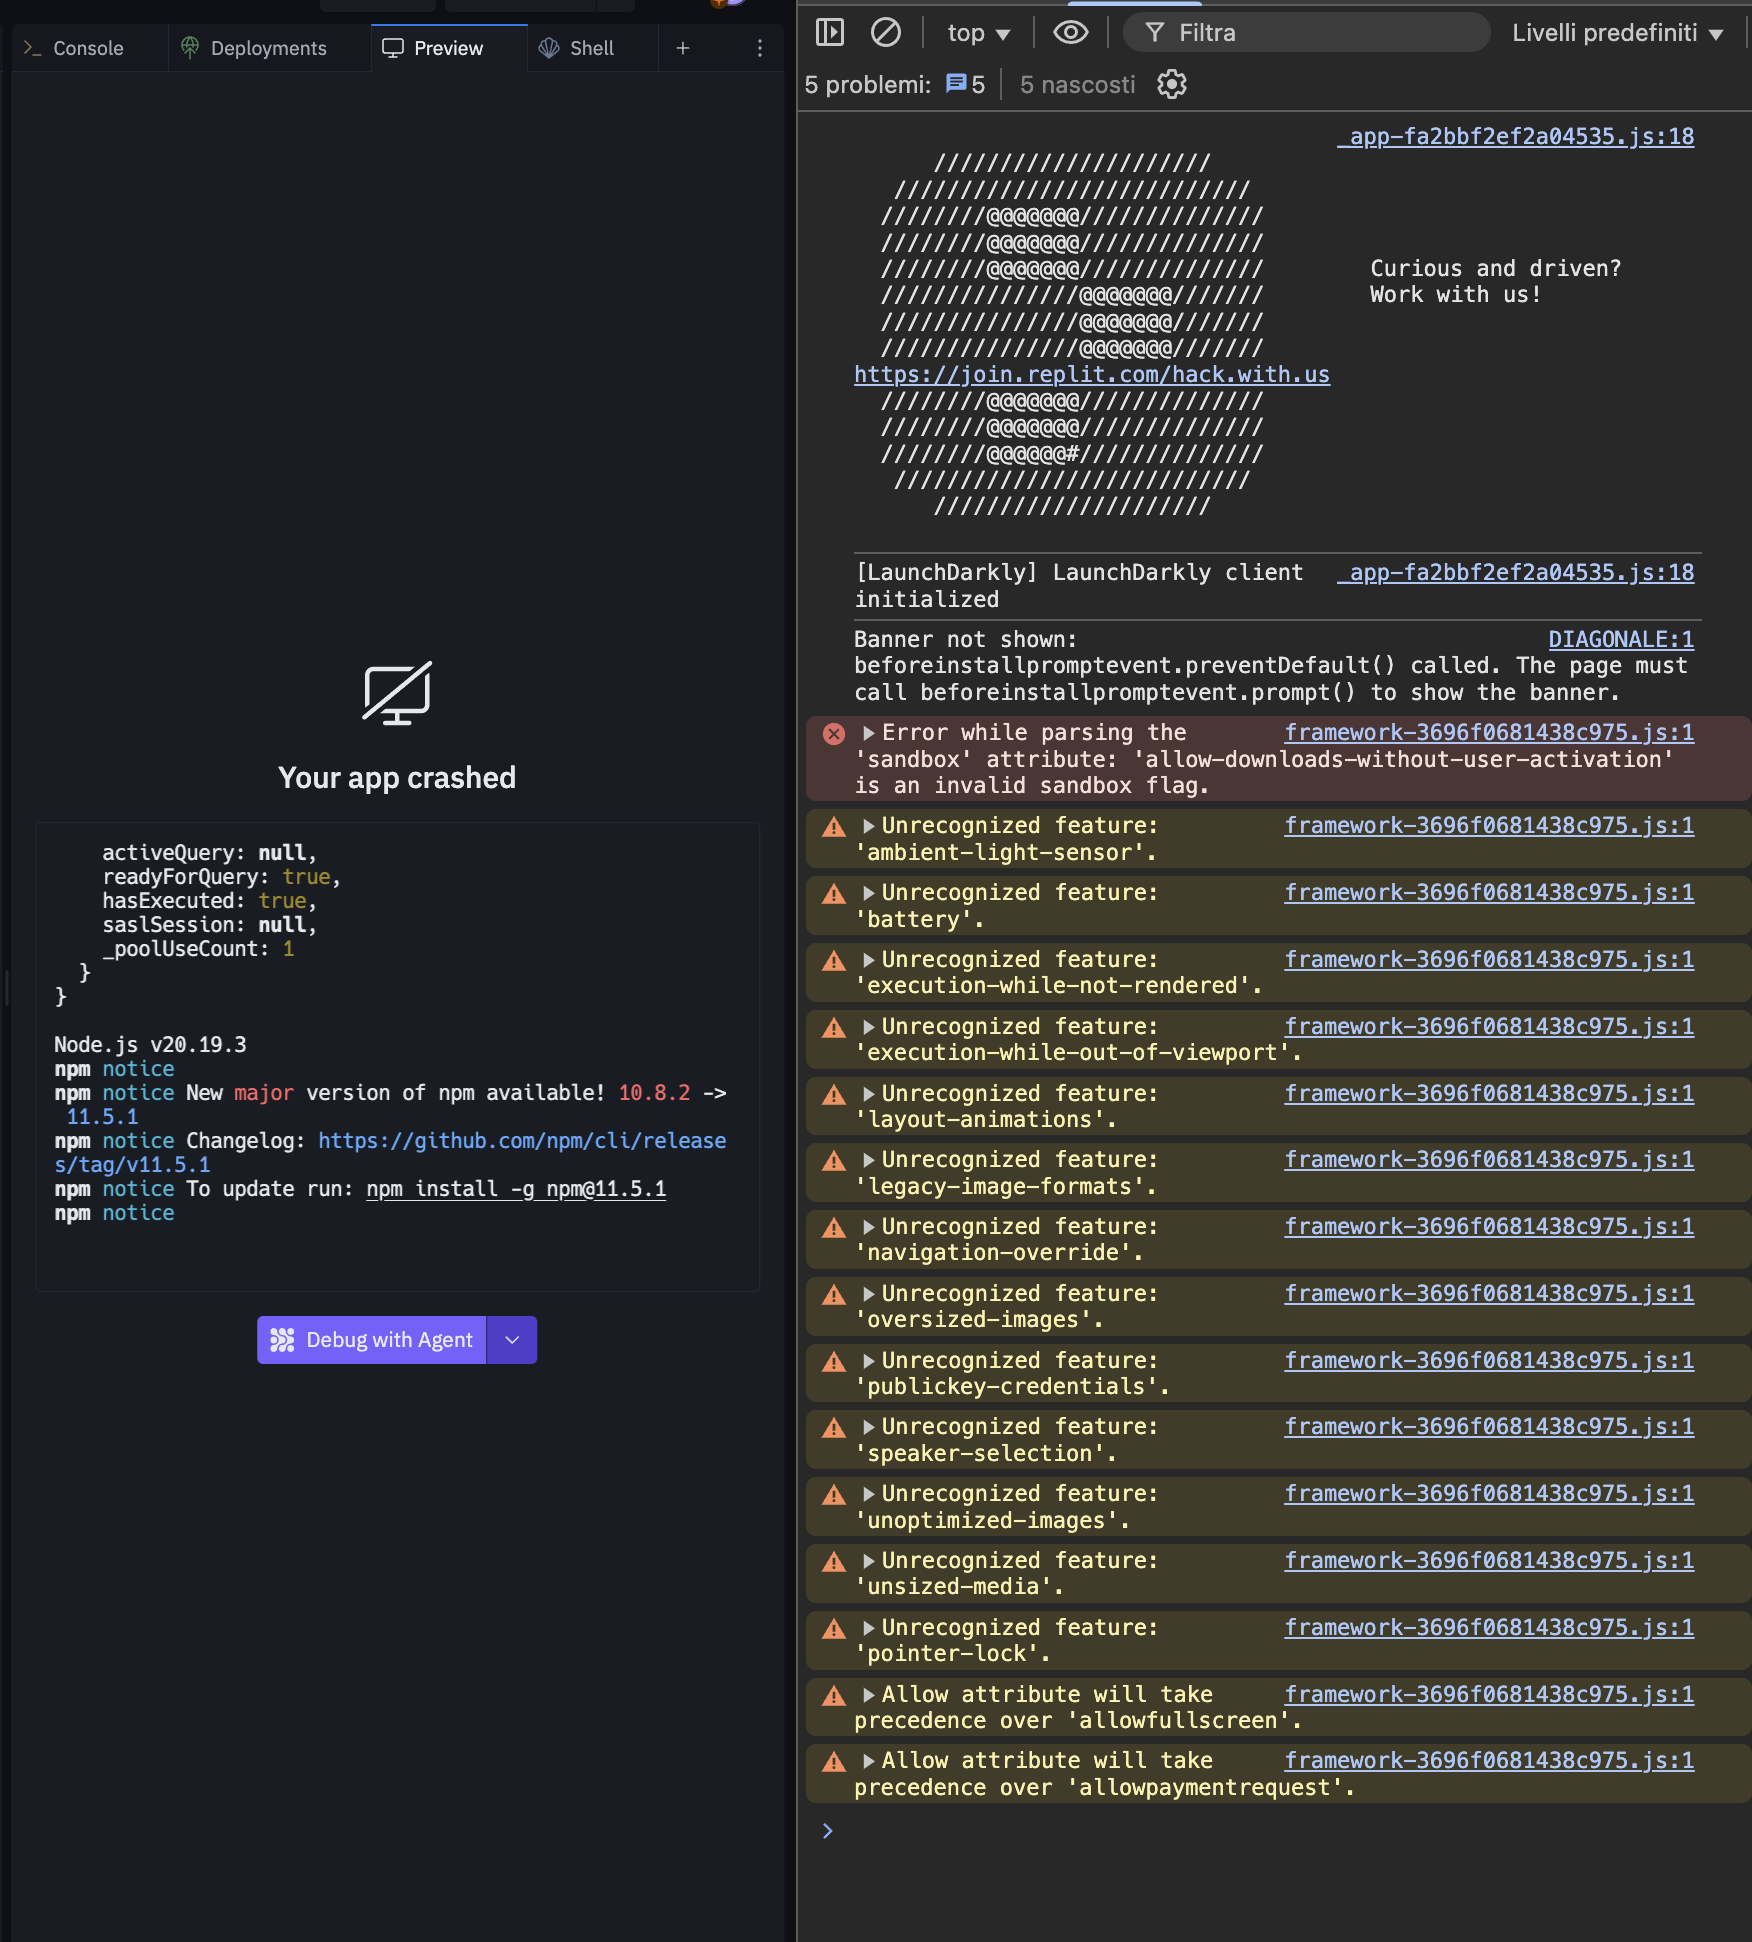 Console
Deployments
Preview
Shell
Your app crashed
activeQuery: null,
readyForQuery: true,
hasExecuted: true,
saslSession: null,
_poolUseCount: 1
}
}
Node.js v20.19.3
npm notice
npm notice New major version of npm available! 10.8.2 ->
11.5.1
npm notice Changelog: https://github.com/npm/cli/release
s/tag/v11.5.1
npm notice To update run: npm install -g npm@11.5.1
npm notice
Debug with Agent
top
Filtra
Livelli predefiniti
5 problemi: 5
5 nascosti
_app-fa2bbf2ef2a04535.js:18
/////////////////////
///////////////////////////
////////@@@@@@@//////////////
////////@@@@@@@//////////////
////////@@@@@@@////////////// Curious and driven?
///////////////@@@@@@@/////// Work with us!
///////////////@@@@@@@///////
///////////////@@@@@@@///////
https://join.replit.com/hack.with.us
////////@@@@@@@//////////////
////////@@@@@@@//////////////
////////@@@@@@#//////////////
///////////////////////////
/////////////////////
[LaunchDarkly] LaunchDarkly client _app-fa2bbf2ef2a04535.js:18
initialized
Banner not shown: DIAGONALE:1
beforeinstallpromptevent.preventDefault() called. The page must
call beforeinstallpromptevent.prompt() to show the banner.
Error while parsing the framework-3696f0681438c975.js:1
'sandbox' attribute: 'allow-downloads-without-user-activation'
is an invalid sandbox flag.
Unrecognized feature: framework-3696f0681438c975.js:1
'ambient-light-sensor'.
Unrecognized feature: framework-3696f0681438c975.js:1
'battery'.
Unrecognized feature: framework-3696f0681438c975.js:1
'execution-while-not-rendered'.
Unrecognized feature: framework-3696f0681438c975.js:1
'execution-while-out-of-viewport'.
Unrecognized feature: framework-3696f0681438c975.js:1
'layout-animations'.
Unrecognized feature: framework-3696f0681438c975.js:1
'legacy-image-formats'.
Unrecognized feature: framework-3696f0681438c975.js:1
'navigation-override'.
Unrecognized feature: framework-3696f0681438c975.js:1
'oversized-images'.
Unrecognized feature: framework-3696f0681438c975.js:1
'publickey-credentials'.
Unrecognized feature: framework-3696f0681438c975.js:1
'speaker-selection'.
Unrecognized feature: framework-3696f0681438c975.js:1
'unoptimized-images'.
Unrecognized feature: framework-3696f0681438c975.js:1
'unsized-media'.
Unrecognized feature: framework-3696f0681438c975.js:1
'pointer-lock'.
Allow attribute will take framework-3696f0681438c975.js:1
precedence over 'allowfullscreen'.
Allow attribute will take framework-3696f0681438c975.js:1
precedence over 'allowpaymentrequest'.